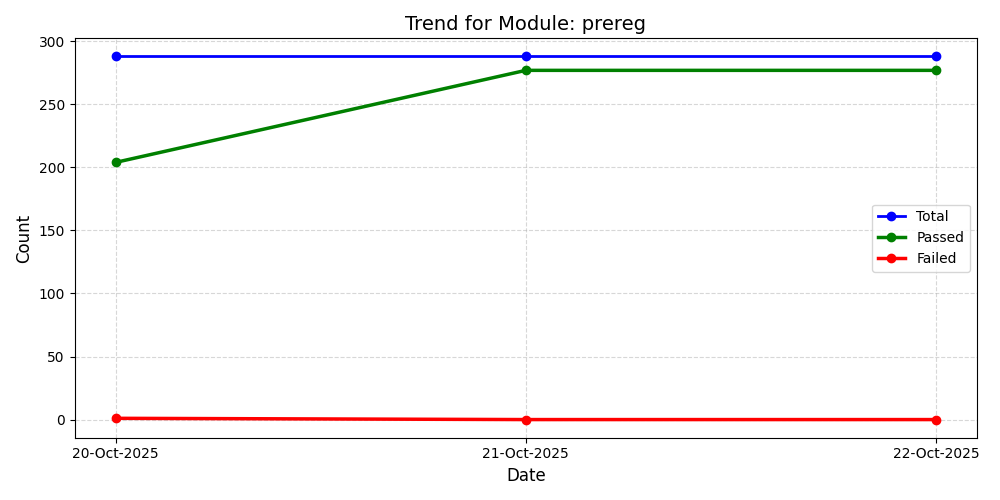 Trend for Module: prereg
300
250
200
150
100
50
0
Count
Total
Passed
Failed
20-Oct-2025
21-Oct-2025
22-Oct-2025
Date